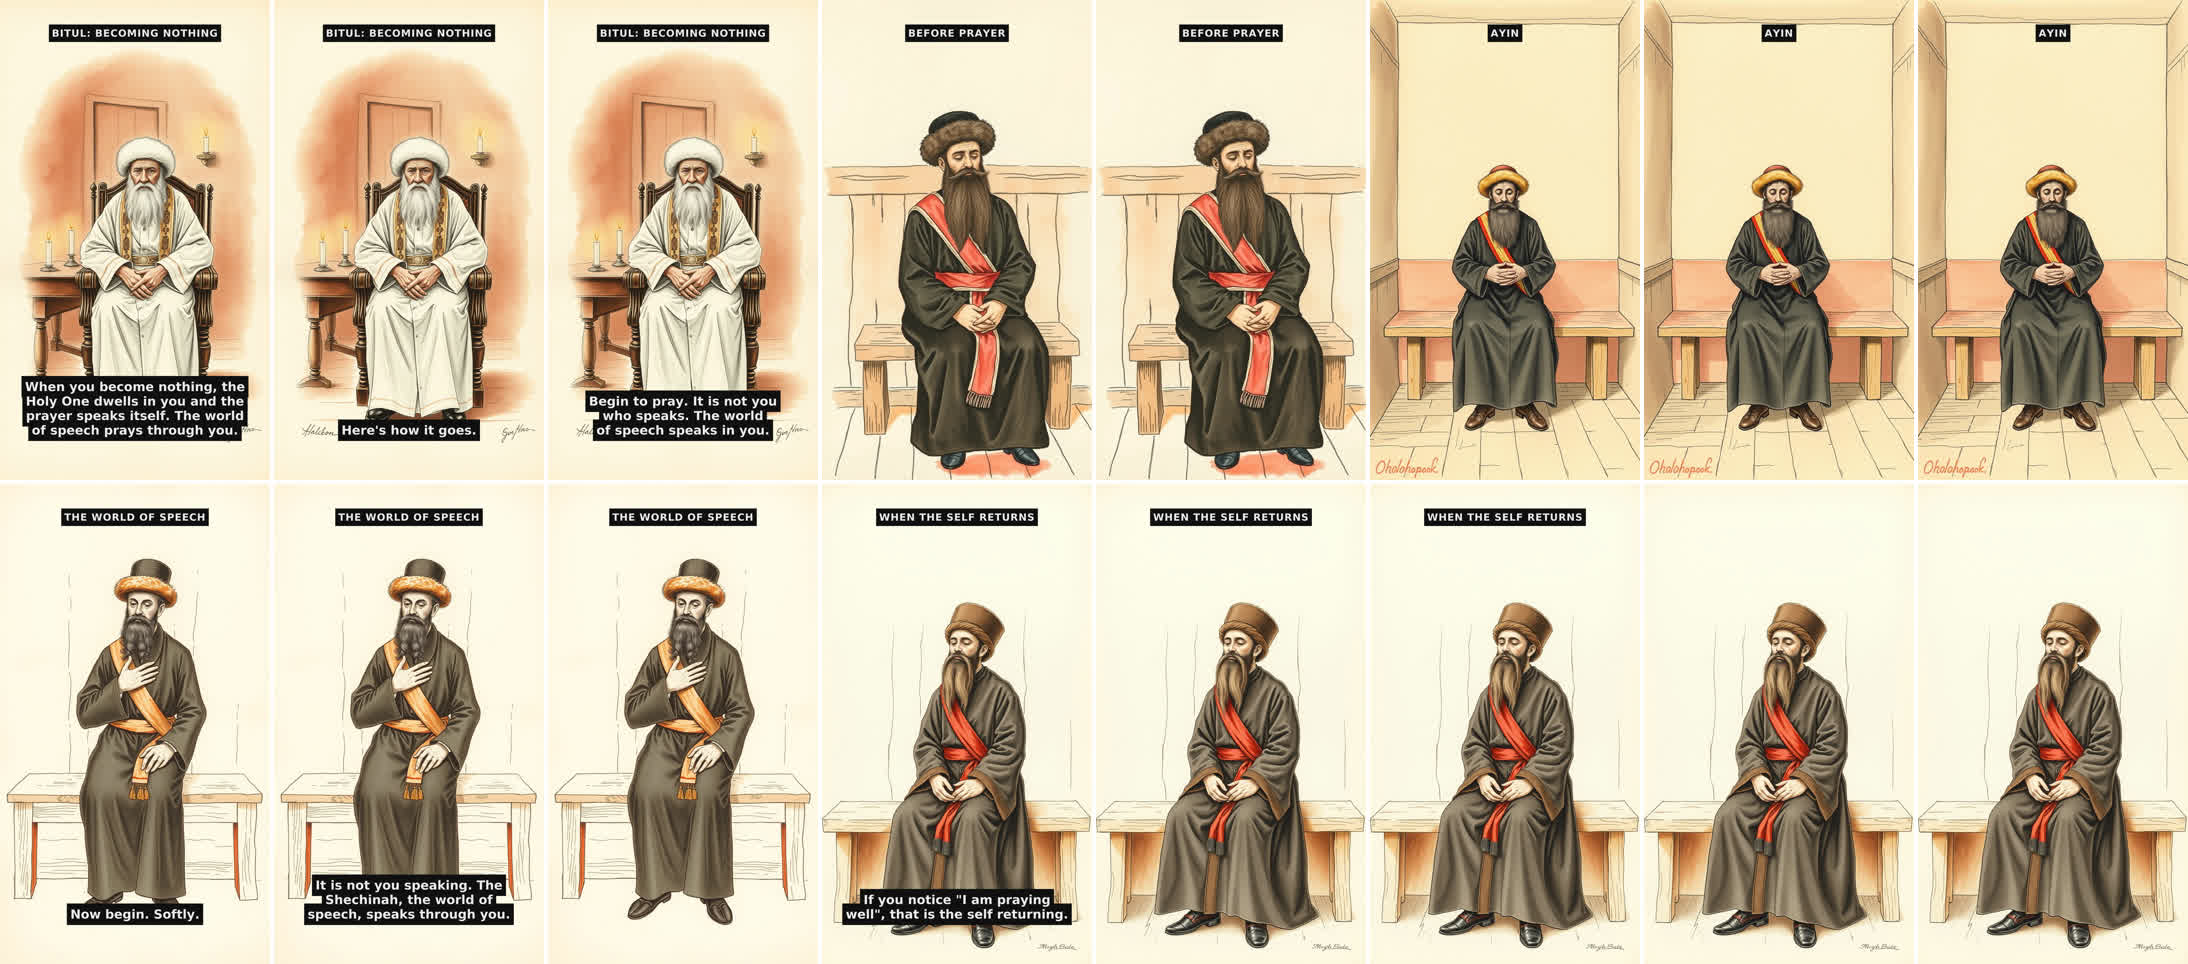 BITUL: BECOMING NOTHING
When you become nothing, the
Holy One dwells in you and the
prayer speaks itself. The world
of speech prays through you.
BITUL: BECOMING NOTHING
Here's how it goes.
BITUL: BECOMING NOTHING
Begin to pray. It is not you
who speaks. The world
of speech speaks in you.
BEFORE PRAYER
BEFORE PRAYER
AYIN
Ohalohopook
AYIN
Ohalohopook
AYIN
Ohalohopook
THE WORLD OF SPEECH
Now begin. Softly.
THE WORLD OF SPEECH
It is not you speaking. The
Shechinah, the world of
speech, speaks through you.
THE WORLD OF SPEECH
WHEN THE SELF RETURNS
If you notice "I am praying
well", that is the self returning.
WHEN THE SELF RETURNS
WHEN THE SELF RETURNS